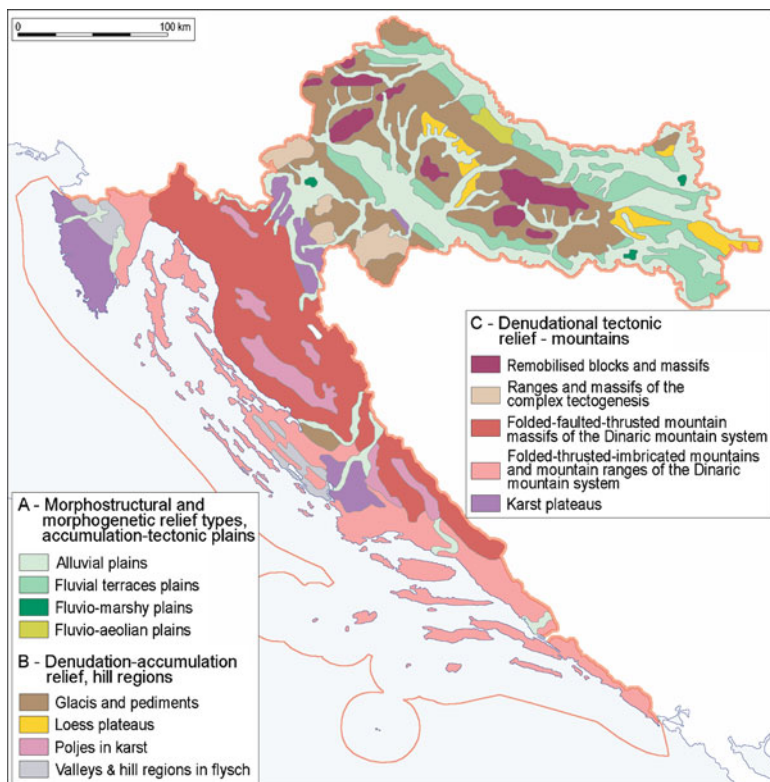 0 100 km
C - Denudational tectonic
relief - mountains
Remobilised blocks and massifs
Ranges and massifs of the
complex tectogenesis
Folded-faulted-thrusted mountain
massifs of the Dinaric mountain system
Folded-thrusted-imbricated mountains
and mountain ranges of the Dinaric
mountain system
Karst plateaus
A - Morphostructural and
morphogenetic relief types,
accumulation-tectonic plains
Alluvial plains
Fluvial terraces plains
Fluvio-marshy plains
Fluvio-aeolian plains
B - Denudation-accumulation
relief, hill regions
Glacis and pediments
Loess plateaus
Poljes in karst
Valleys & hill regions in flysch